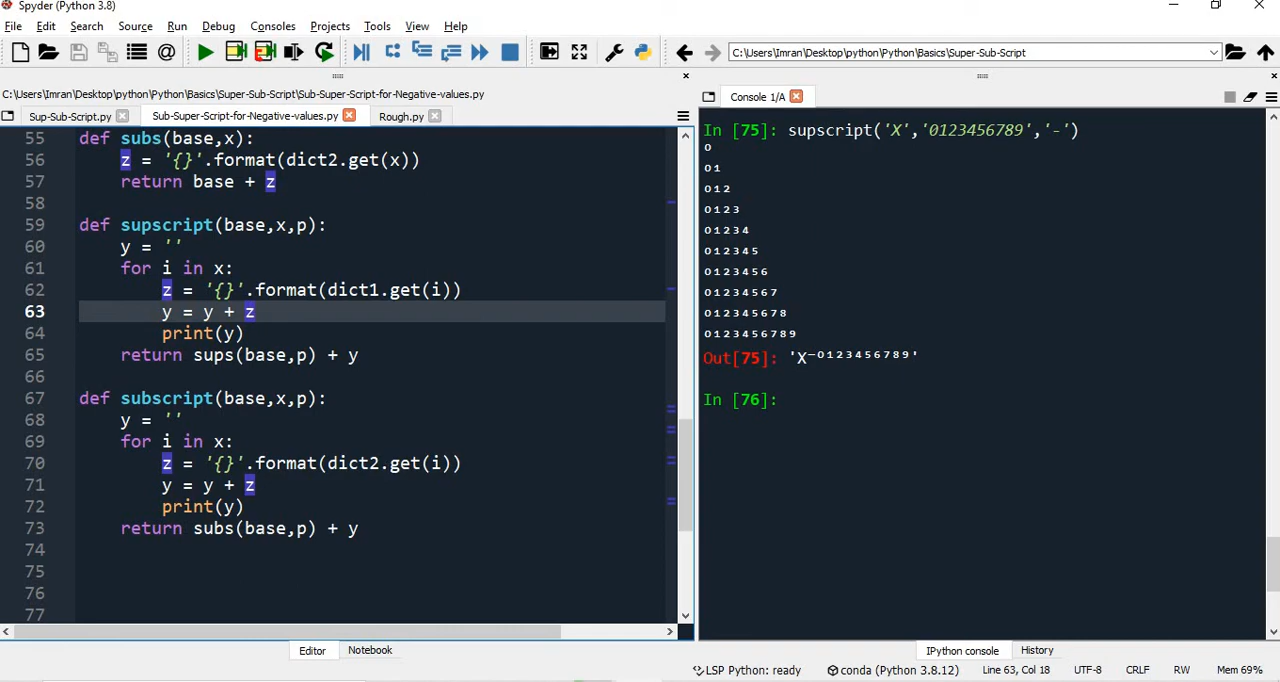 Spyder (Python 3.8)
File Edit Search Source Run Debug Consoles Projects Tools View Help
C:\Users\Imran\Desktop\python\Python\Basics\Super-Sub-Script
C:\Users\Imran\Desktop\python\Python\Basics\Super-Sub-Script\Sub-Super-Script-for-Negative-values.py
Sup-Sub-Script.py Sub-Super-Script-for-Negative-values.py Rough.py
55 def subs(base,x):
56 z = '{}'.format(dict2.get(x))
57 return base + z
58
59 def supscript(base,x,p):
60 y = ''
61 for i in x:
62 z = '{}'.format(dict1.get(i))
63 y = y + z
64 print(y)
65 return sups(base,p) + y
66
67 def subscript(base,x,p):
68 y = ''
69 for i in x:
70 z = '{}'.format(dict2.get(i))
71 y = y + z
72 print(y)
73 return subs(base,p) + y
74
75
76
77
Editor Notebook
Console 1/A
In [75]: supscript('X','0123456789','-')
⁰
⁰¹
⁰¹²
⁰¹²³
⁰¹²³⁴
⁰¹²³⁴⁵
⁰¹²³⁴⁵⁶
⁰¹²³⁴⁵⁶⁷
⁰¹²³⁴⁵⁶⁷⁸
⁰¹²³⁴⁵⁶⁷⁸⁹
Out[75]: 'X⁻⁰¹²³⁴⁵⁶⁷⁸⁹'
In [76]:
IPython console History
LSP Python: ready conda (Python 3.8.12) Line 63, Col 18 UTF-8 CRLF RW Mem 69%